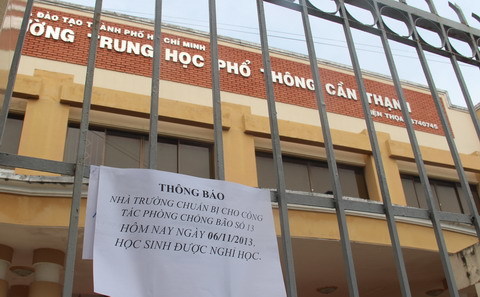 ĐÀO TẠO THÀNH PHỐ HỒ CHÍ MINH
TRUNG HỌC PHỔ THÔNG CẦN THẠNH
THOẠI: 8740745
THÔNG BÁO
NHÀ TRƯỜNG CHUẨN BỊ CHO CÔNG
TÁC PHÒNG CHỐNG BÃO SỐ 13
HÔM NAY NGÀY 06/11/2013.
HỌC SINH ĐƯỢC NGHỈ HỌC.